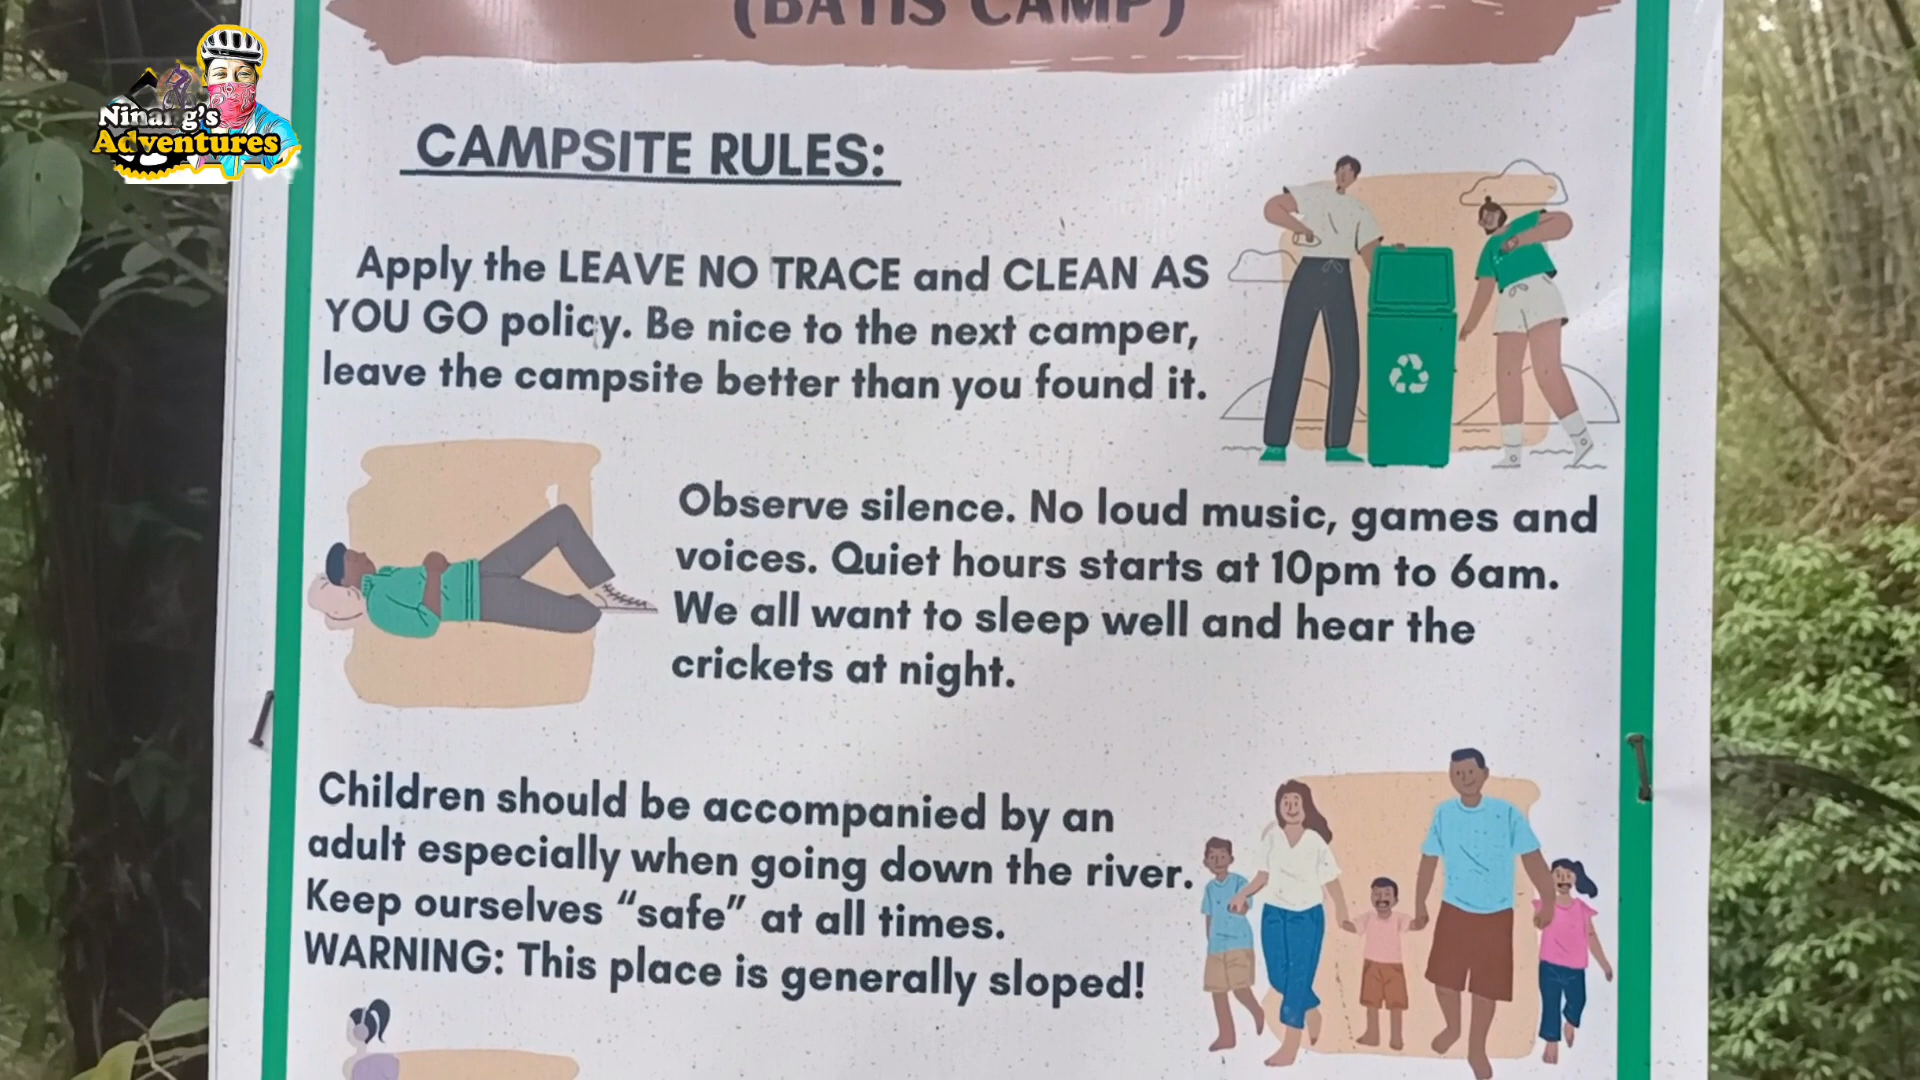 (BATIS CAMP)
Ninang's
Adventures
CAMPSITE RULES:
Apply the LEAVE NO TRACE and CLEAN AS
YOU GO policy. Be nice to the next camper,
leave the campsite better than you found it.
Observe silence. No loud music, games and
voices. Quiet hours starts at 10pm to 6am.
We all want to sleep well and hear the
crickets at night.
Children should be accompanied by an
adult especially when going down the river.
Keep ourselves “safe” at all times.
WARNING: This place is generally sloped!